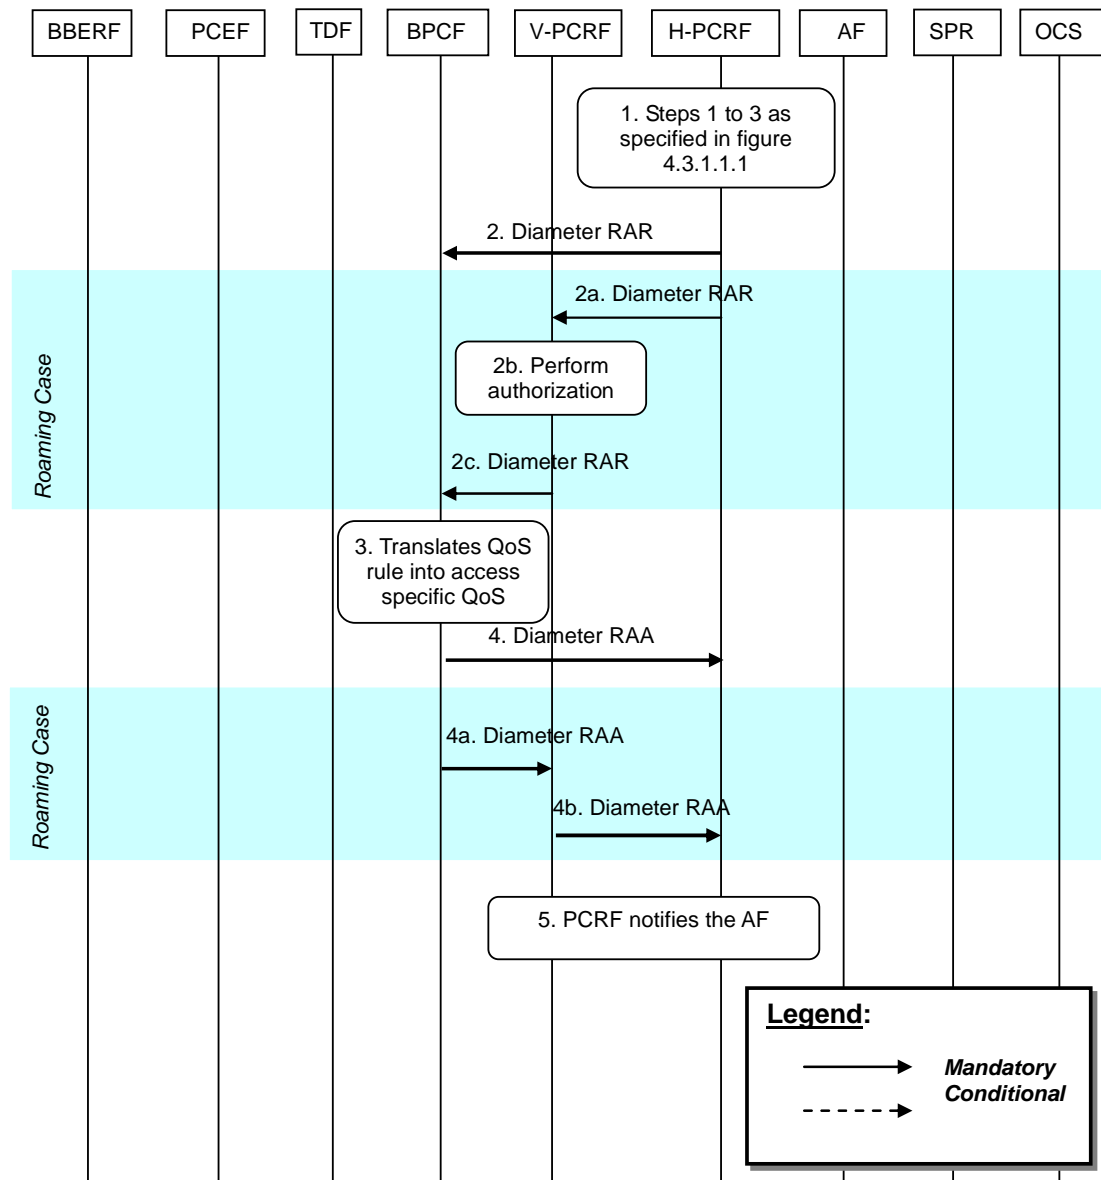 BBERF PCEF TDF BPCF V-PCRF H-PCRF AF SPR OCS
1. Steps 1 to 3 as
specified in figure
4.3.1.1.1
2. Diameter RAR
2a. Diameter RAR
2b. Perform
authorization
2c. Diameter RAR
Roaming Case
3. Translates QoS
rule into access
specific QoS
4. Diameter RAA
4a. Diameter RAA
4b. Diameter RAA
Roaming Case
5. PCRF notifies the AF
Legend:
Mandatory
Conditional